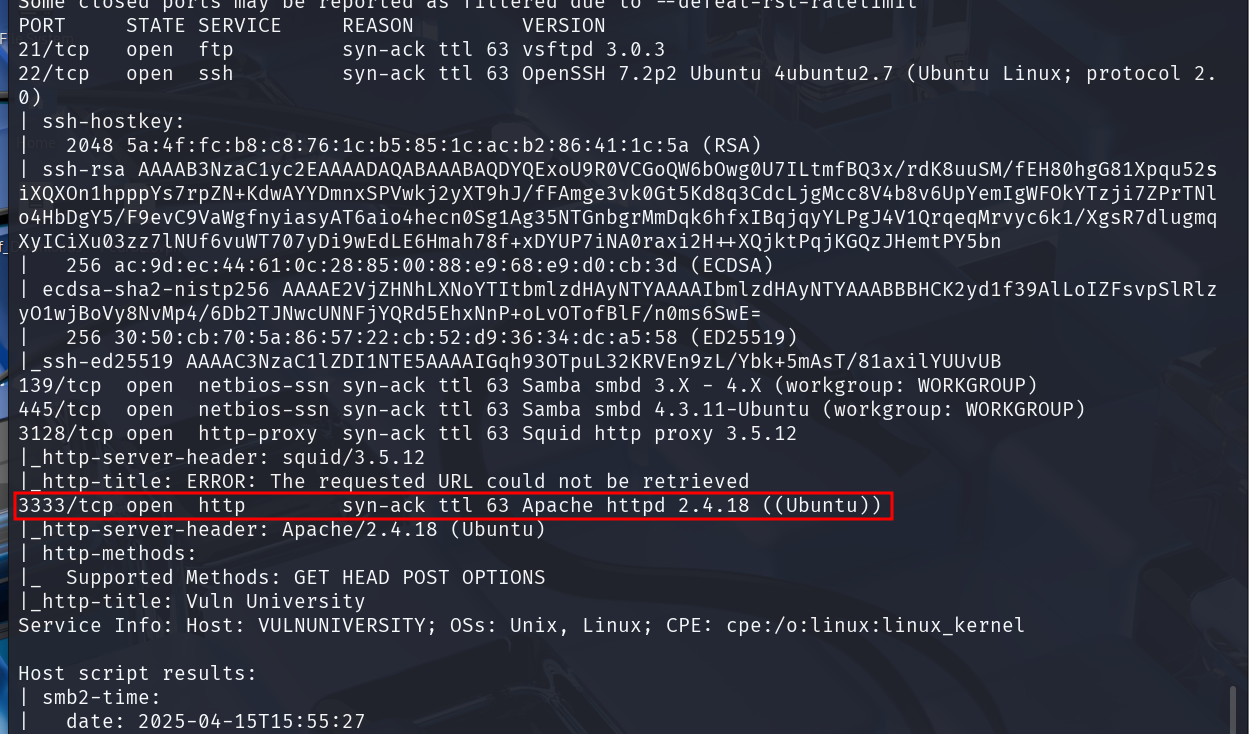 Some closed ports may be reported as filtered due to --defeat-rst-ratelimit
PORT     STATE SERVICE     REASON         VERSION
21/tcp   open  ftp         syn-ack ttl 63 vsftpd 3.0.3
22/tcp   open  ssh         syn-ack ttl 63 OpenSSH 7.2p2 Ubuntu 4ubuntu2.7 (Ubuntu Linux; protocol 2.
0)
| ssh-hostkey:
|   2048 5a:4f:fc:b8:c8:76:1c:b5:85:1c:ac:b2:86:41:1c:5a (RSA)
| ssh-rsa AAAAB3NzaC1yc2EAAAADAQABAAABAQDYQExoU9R0VCGoQW6bOwg0U7ILtmfBQ3x/rdK8uuSM/fEH80hgG81Xpqu52s
iXQXOn1hpppYs7rpZN+KdwAYYDmnxSPVwkj2yXT9hJ/fFAmge3vk0Gt5Kd8q3CdcLjgMcc8V4b8v6UpYemIgWFOkYTzji7ZPrTNl
o4HbDgY5/F9evC9VaWgfnyiasyAT6aio4hecn0Sg1Ag35NTGnbgrMmDqk6hfxIBqjqyYLPgJ4V1QrqeqMrvyc6k1/XgsR7dlugmq
XyICiXu03zz7lNUf6vuWT707yDi9wEdLE6Hmah78f+xDYUP7iNA0raxi2H++XQjktPqjKGQzJHemtPY5bn
|   256 ac:9d:ec:44:61:0c:28:85:00:88:e9:68:e9:d0:cb:3d (ECDSA)
| ecdsa-sha2-nistp256 AAAAE2VjZHNhLXNoYTItbmlzdHAyNTYAAAAIbmlzdHAyNTYAAABBBHCK2yd1f39AlLoIZFsvpSlRlz
yO1wjBoVy8NvMp4/6Db2TJNwcUNNFjYQRd5EhxNnP+oLvOTofBlF/n0ms6SwE=
|   256 30:50:cb:70:5a:86:57:22:cb:52:d9:36:34:dc:a5:58 (ED25519)
|_ssh-ed25519 AAAAC3NzaC1lZDI1NTE5AAAAIGqh93OTpuL32KRVEn9zL/Ybk+5mAsT/81axilYUUvUB
139/tcp  open  netbios-ssn syn-ack ttl 63 Samba smbd 3.X - 4.X (workgroup: WORKGROUP)
445/tcp  open  netbios-ssn syn-ack ttl 63 Samba smbd 4.3.11-Ubuntu (workgroup: WORKGROUP)
3128/tcp open  http-proxy  syn-ack ttl 63 Squid http proxy 3.5.12
|_http-server-header: squid/3.5.12
|_http-title: ERROR: The requested URL could not be retrieved
3333/tcp open  http        syn-ack ttl 63 Apache httpd 2.4.18 ((Ubuntu))
|_http-server-header: Apache/2.4.18 (Ubuntu)
| http-methods:
|_  Supported Methods: GET HEAD POST OPTIONS
|_http-title: Vuln University
Service Info: Host: VULNUNIVERSITY; OSs: Unix, Linux; CPE: cpe:/o:linux:linux_kernel

Host script results:
| smb2-time:
|   date: 2025-04-15T15:55:27